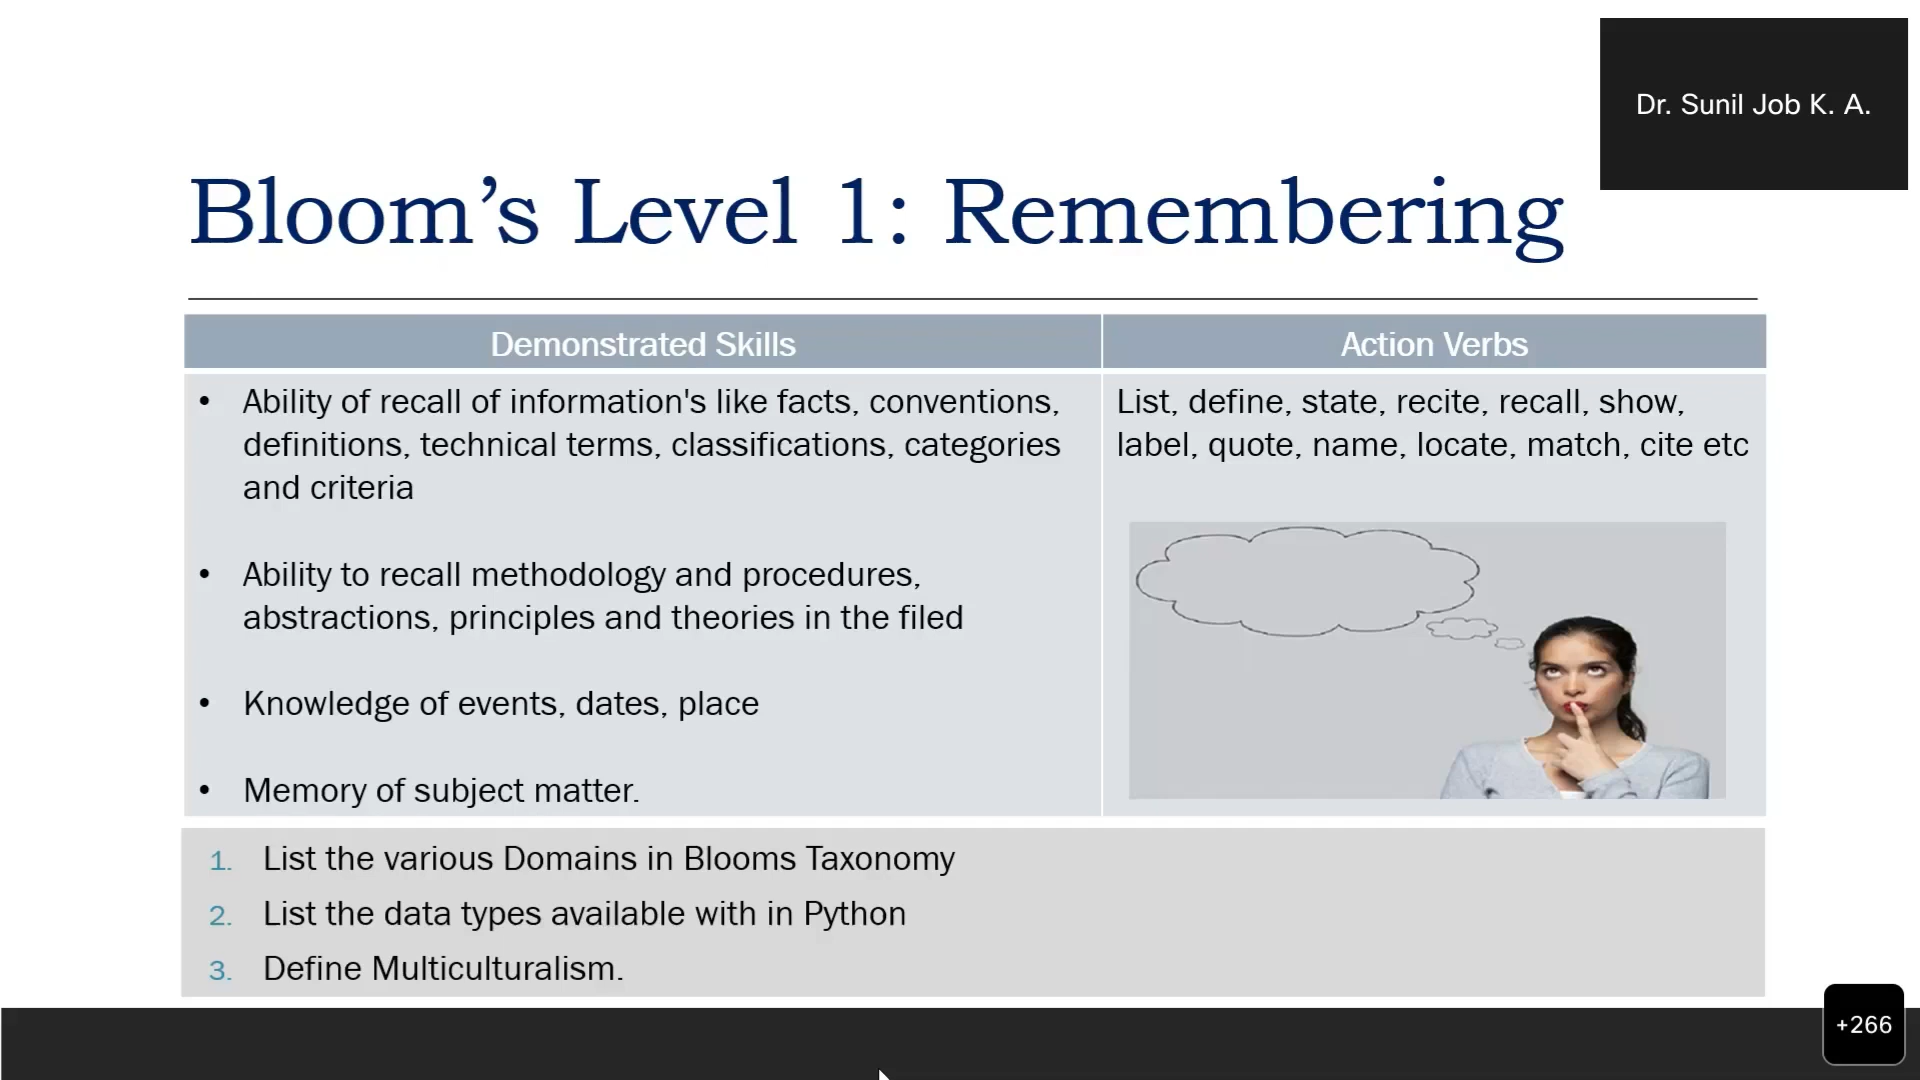 Dr. Sunil Job K. A.
Bloom’s Level 1: Remembering
Demonstrated Skills
Action Verbs
• Ability of recall of information's like facts, conventions,
definitions, technical terms, classifications, categories
and criteria
• Ability to recall methodology and procedures,
abstractions, principles and theories in the filed
• Knowledge of events, dates, place
• Memory of subject matter.
List, define, state, recite, recall, show,
label, quote, name, locate, match, cite etc
1. List the various Domains in Blooms Taxonomy
2. List the data types available with in Python
3. Define Multiculturalism.
+266